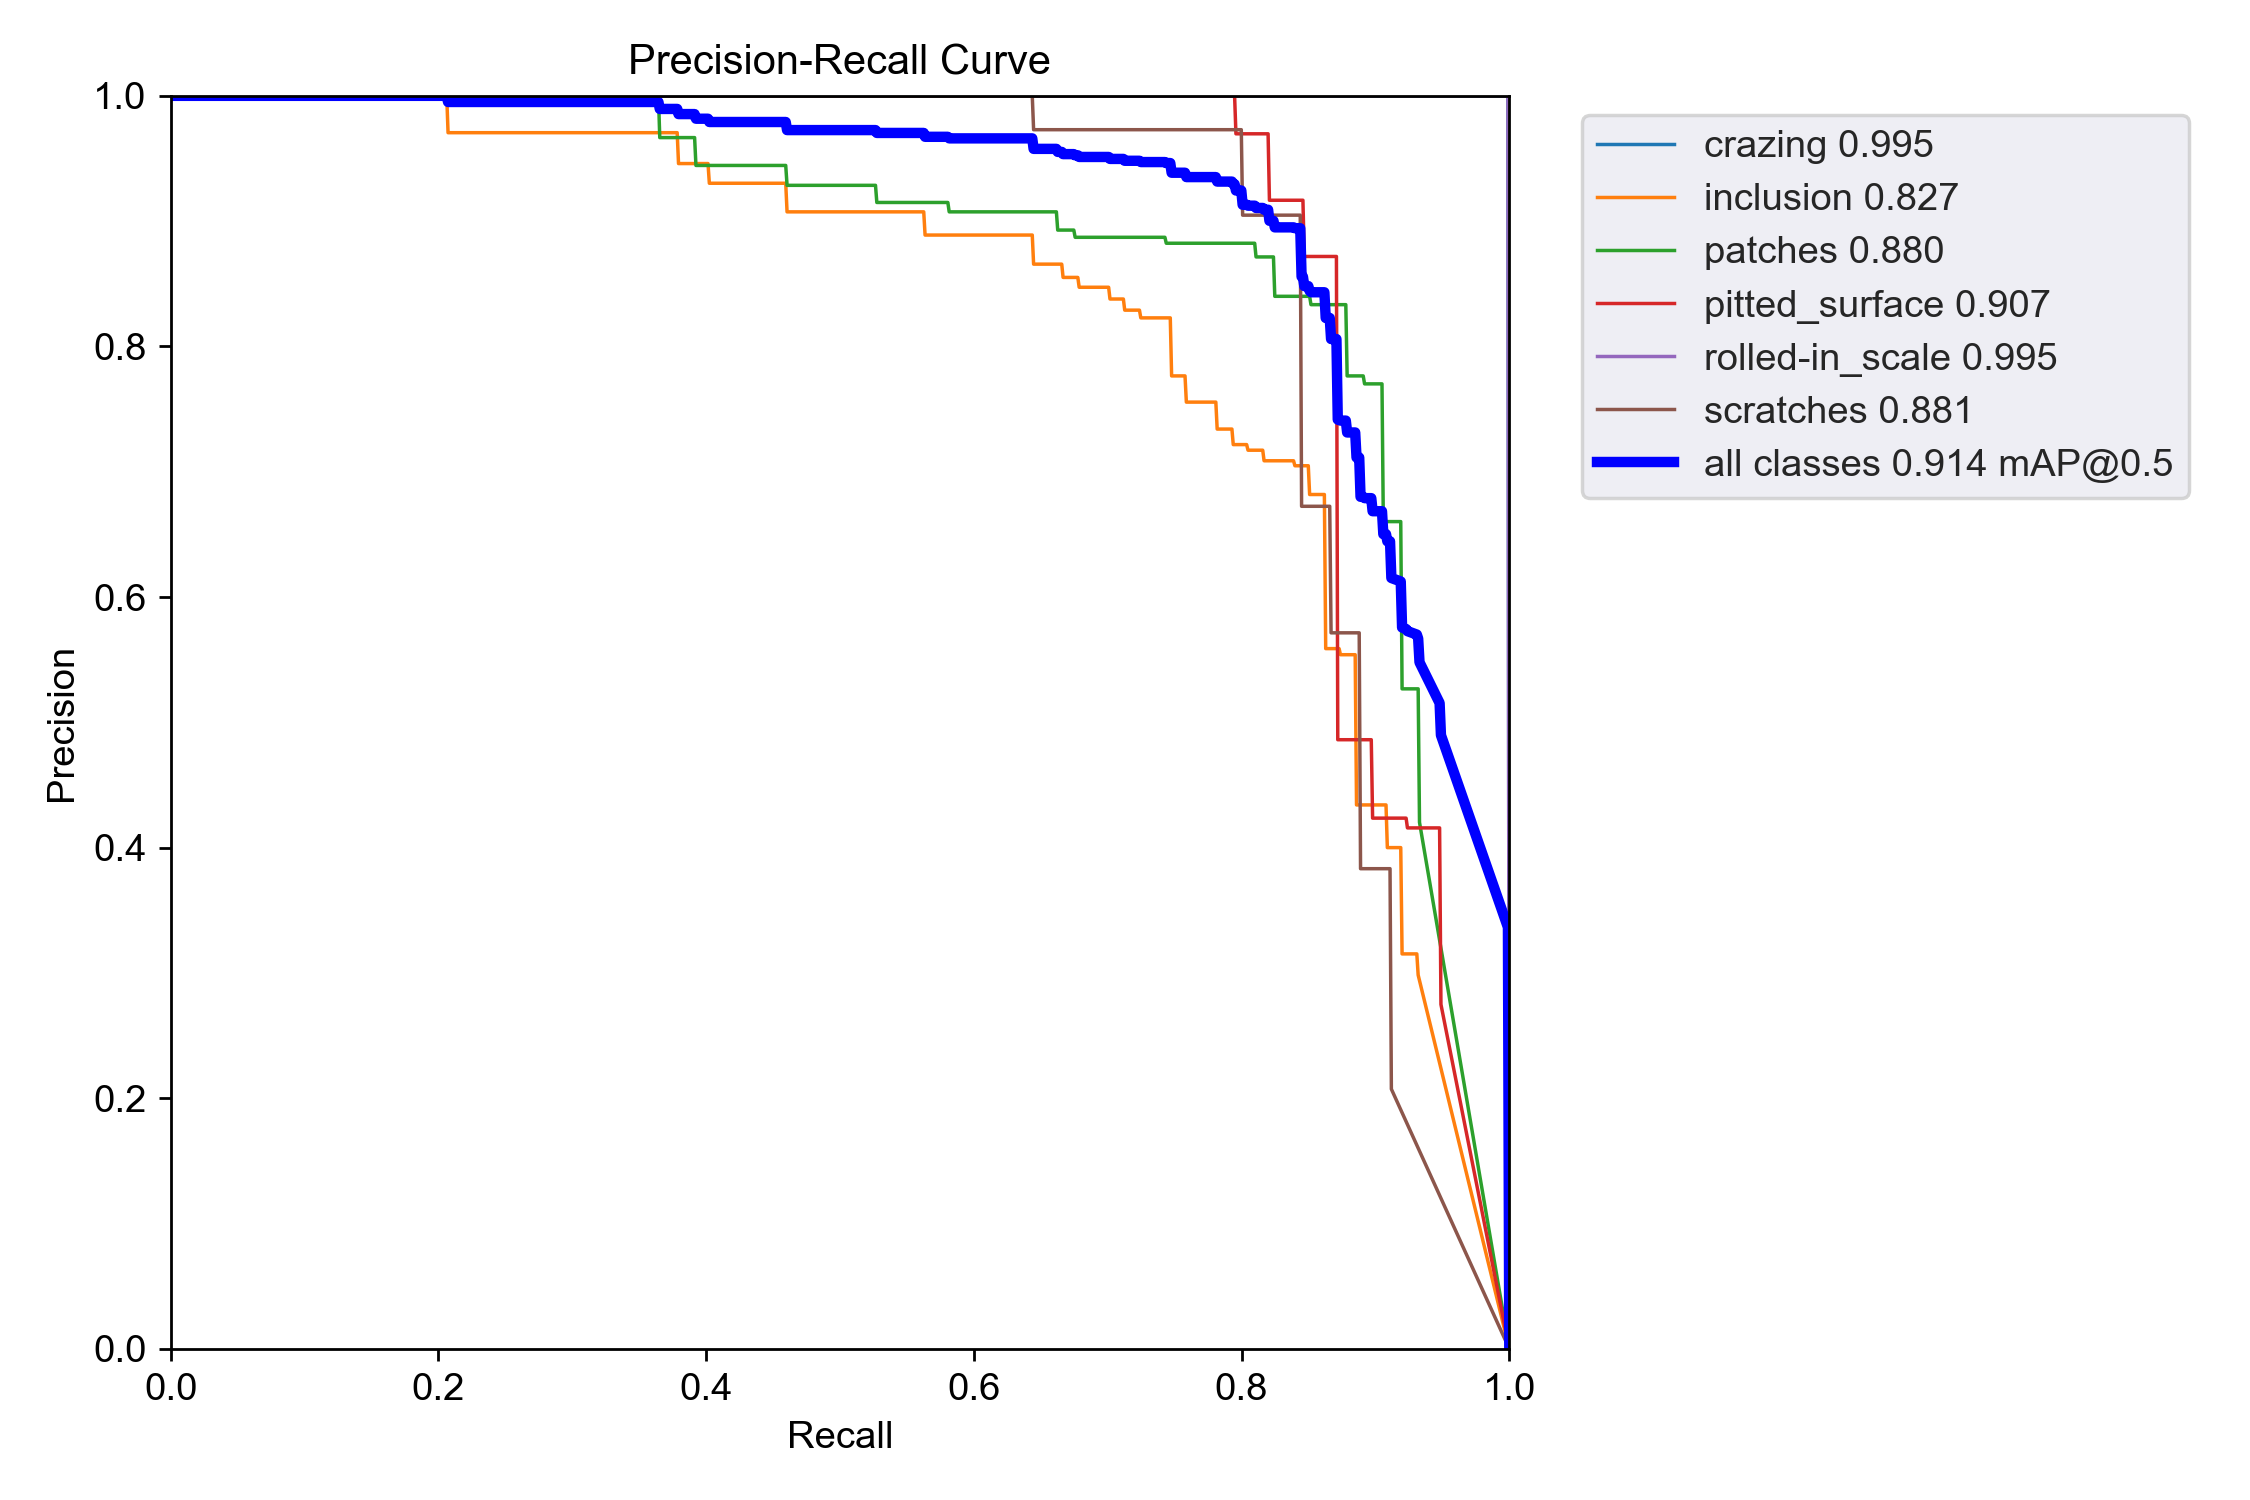 Precision-Recall Curve
1.0
0.8
0.6
0.4
0.2
0.0
Precision
0.0 0.2 0.4 0.6 0.8 1.0
Recall
crazing 0.995
inclusion 0.827
patches 0.880
pitted_surface 0.907
rolled-in_scale 0.995
scratches 0.881
all classes 0.914 mAP@0.5